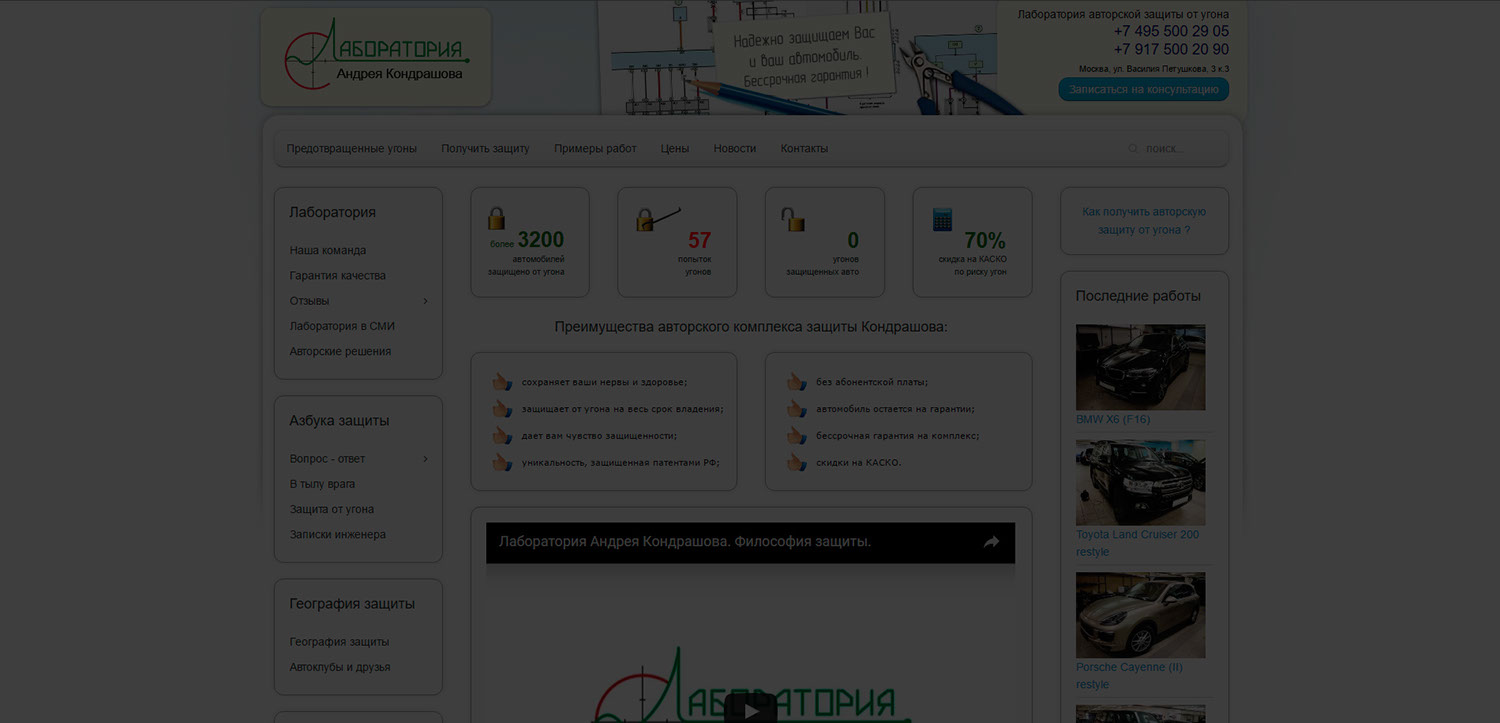 Лаборатория
Андрея Кондрашова
Надежно защищаем Вас
и ваш автомобиль.
Бессрочная гарантия !
Лаборатория авторской защиты от угона
+7 495 500 29 05
+7 917 500 20 90
Москва, ул. Василия Петушкова, 3 к.3
Записаться на консультацию
Предотвращенные угоны Получить защиту Примеры работ Цены Новости Контакты поиск...
Лаборатория
Наша команда
Гарантия качества
Отзывы
Лаборатория в СМИ
Авторские решения
Азбука защиты
Вопрос - ответ
В тылу врага
Защита от угона
Записки инженера
География защиты
География защиты
Автоклубы и друзья
более 3200
автомобилей
защищено от угона
57
попыток
угонов
0
угонов
защищенных авто
70%
скидка на КАСКО
по риску угон
Преимущества авторского комплекса защиты Кондрашова:
сохраняет ваши нервы и здоровье;
защищает от угона на весь срок владения;
дает вам чувство защищенности;
уникальность, защищенная патентами РФ;
без абонентской платы;
автомобиль остается на гарантии;
бессрочная гарантия на комплекс;
скидки на КАСКО.
Лаборатория Андрея Кондрашова. Философия защиты.
Лаборатория
Как получить авторскую
защиту от угона ?
Последние работы
BMW X6 (F16)
Toyota Land Cruiser 200
restyle
Porsche Cayenne (II)
restyle